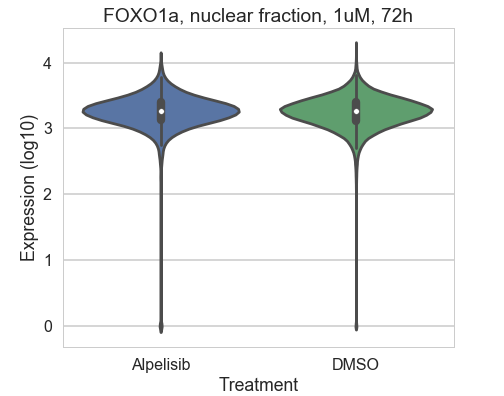 FOXO1a, nuclear fraction, 1uM, 72h
4
3
2
1
0
Expression (log10)
Alpelisib
DMSO
Treatment